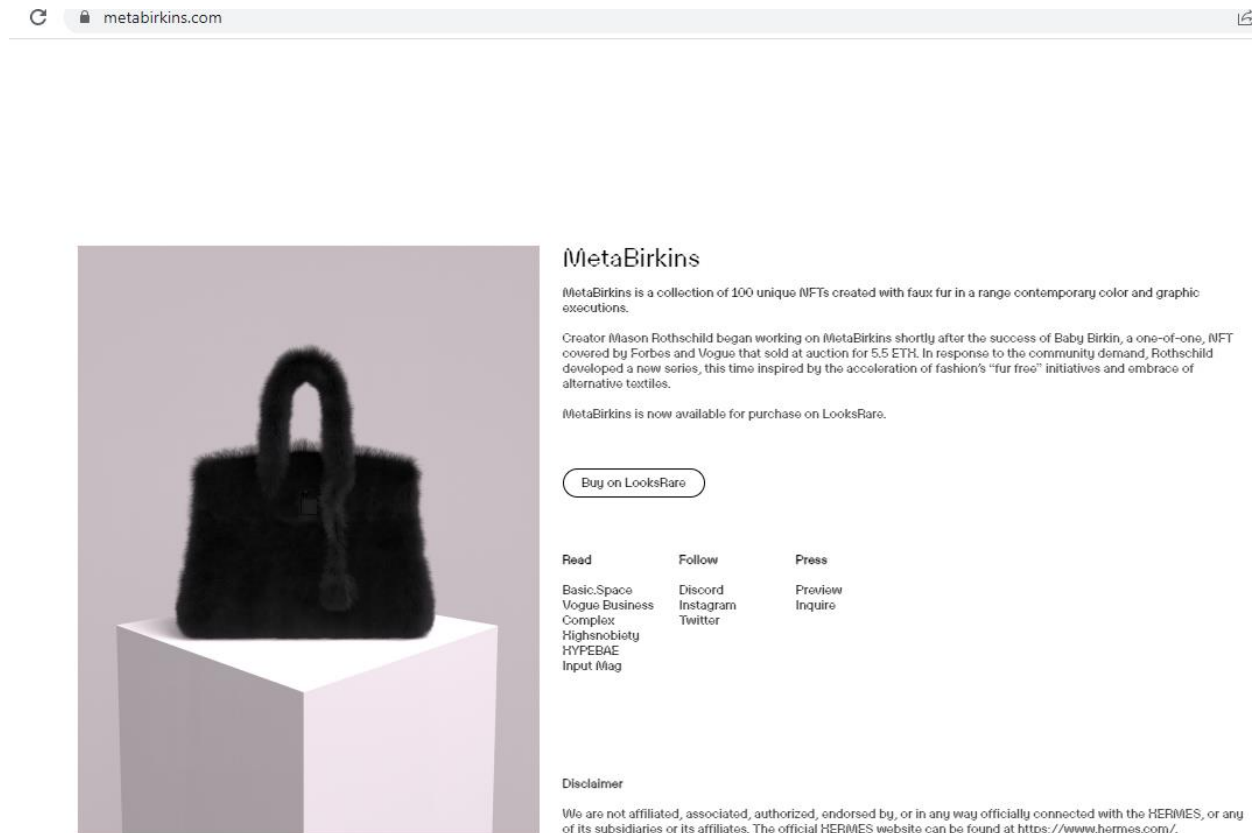 metabirkins.com
MetaBirkins
MetaBirkins is a collection of 100 unique NFTs created with faux fur in a range contemporary color and graphic
executions.
Creator Mason Rothschild began working on MetaBirkins shortly after the success of Baby Birkin, a one-of-one, NFT
covered by Forbes and Vogue that sold at auction for 5.5 ETH. In response to the community demand, Rothschild
developed a new series, this time inspired by the acceleration of fashion's “fur free” initiatives and embrace of
alternative textiles.
MetaBirkins is now available for purchase on LooksRare.
Buy on LooksRare
Read
Basic.Space
Vogue Business
Complex
Highsnobiety
HYPEBAE
Input Mag
Follow
Discord
Instagram
Twitter
Press
Preview
Inquire
Disclaimer
We are not affiliated, associated, authorized, endorsed by, or in any way officially connected with the HERMES, or any
of its subsidiaries or its affiliates. The official HERMES website can be found at https://www.hermes.com/.